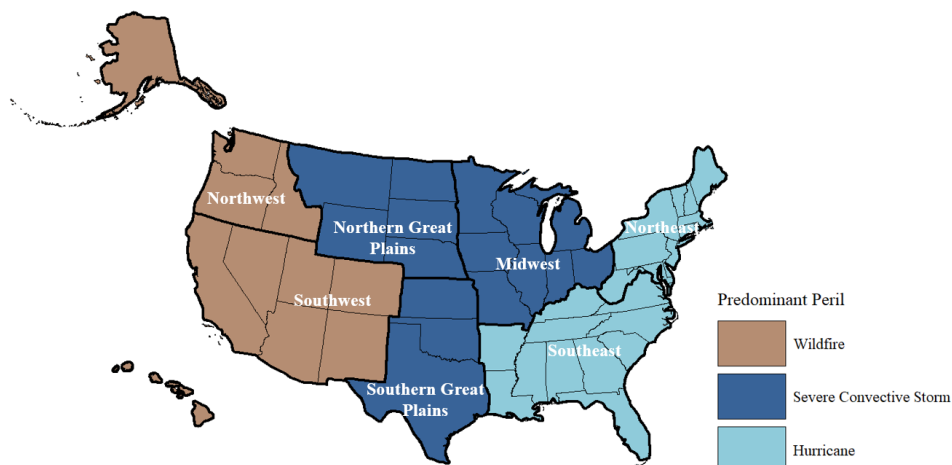 Northwest
Northern Great
Plains
Midwest
Northeast
Southwest
Southeast
Southern Great
Plains
Predominant Peril
Wildfire
Severe Convective Storm
Hurricane